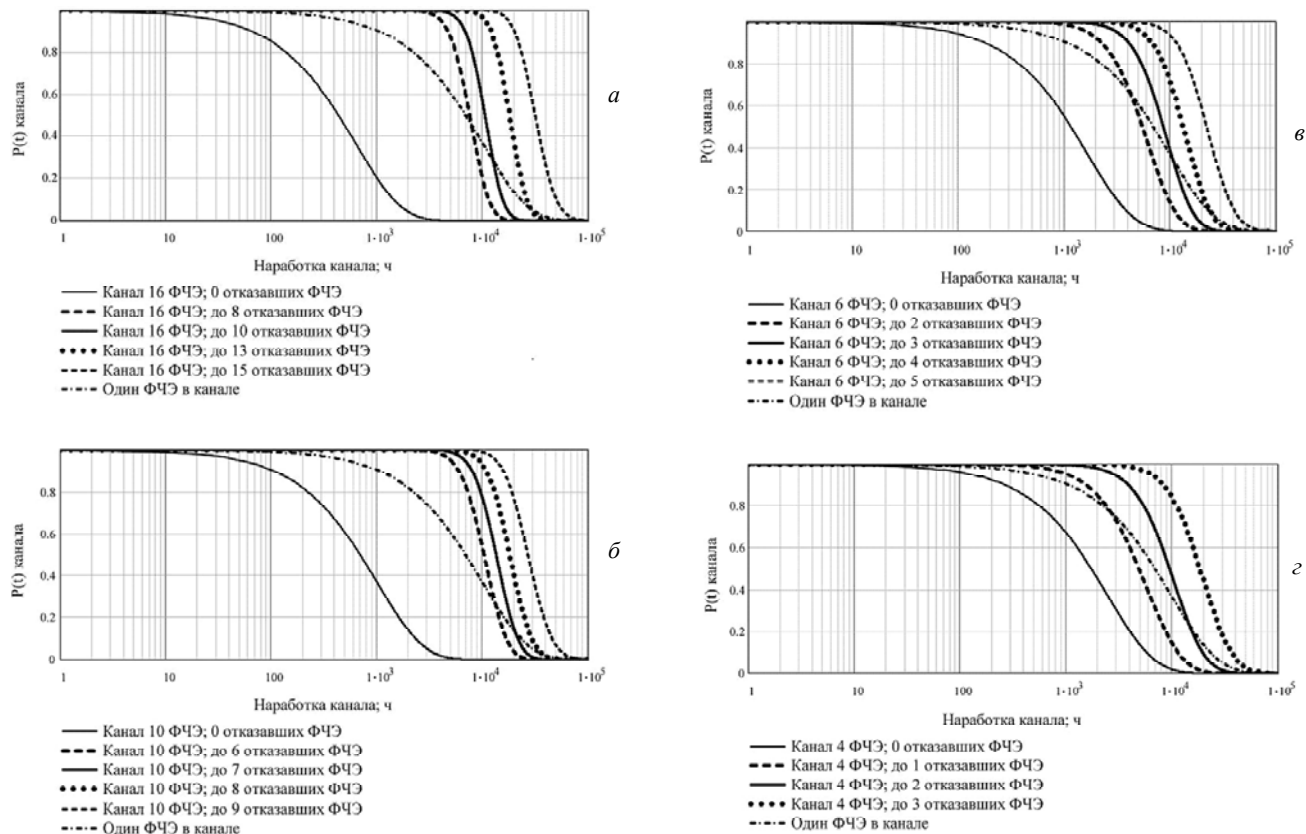 P(t) канала
0.8
0.6
0.4
0.2
0
1
10
100
1·10³
1·10⁴
1·10⁵
Наработка канала; ч
Канал 16 ФЧЭ; 0 отказавших ФЧЭ
Канал 16 ФЧЭ; до 8 отказавших ФЧЭ
Канал 16 ФЧЭ; до 10 отказавших ФЧЭ
Канал 16 ФЧЭ; до 13 отказавших ФЧЭ
Канал 16 ФЧЭ; до 15 отказавших ФЧЭ
Один ФЧЭ в канале
а
P(t) канала
0.8
0.6
0.4
0.2
0
1
10
100
1·10³
1·10⁴
1·10⁵
Наработка канала; ч
Канал 10 ФЧЭ; 0 отказавших ФЧЭ
Канал 10 ФЧЭ; до 6 отказавших ФЧЭ
Канал 10 ФЧЭ; до 7 отказавших ФЧЭ
Канал 10 ФЧЭ; до 8 отказавших ФЧЭ
Канал 10 ФЧЭ; до 9 отказавших ФЧЭ
Один ФЧЭ в канале
б
P(t) канала
0.8
0.6
0.4
0.2
0
1
10
100
1·10³
1·10⁴
1·10⁵
Наработка канала; ч
Канал 6 ФЧЭ; 0 отказавших ФЧЭ
Канал 6 ФЧЭ; до 2 отказавших ФЧЭ
Канал 6 ФЧЭ; до 3 отказавших ФЧЭ
Канал 6 ФЧЭ; до 4 отказавших ФЧЭ
Канал 6 ФЧЭ; до 5 отказавших ФЧЭ
Один ФЧЭ в канале
в
P(t) канала
0.8
0.6
0.4
0.2
0
1
10
100
1·10³
1·10⁴
1·10⁵
Наработка канала; ч
Канал 4 ФЧЭ; 0 отказавших ФЧЭ
Канал 4 ФЧЭ; до 1 отказавших ФЧЭ
Канал 4 ФЧЭ; до 2 отказавших ФЧЭ
Канал 4 ФЧЭ; до 3 отказавших ФЧЭ
Один ФЧЭ в канале
г